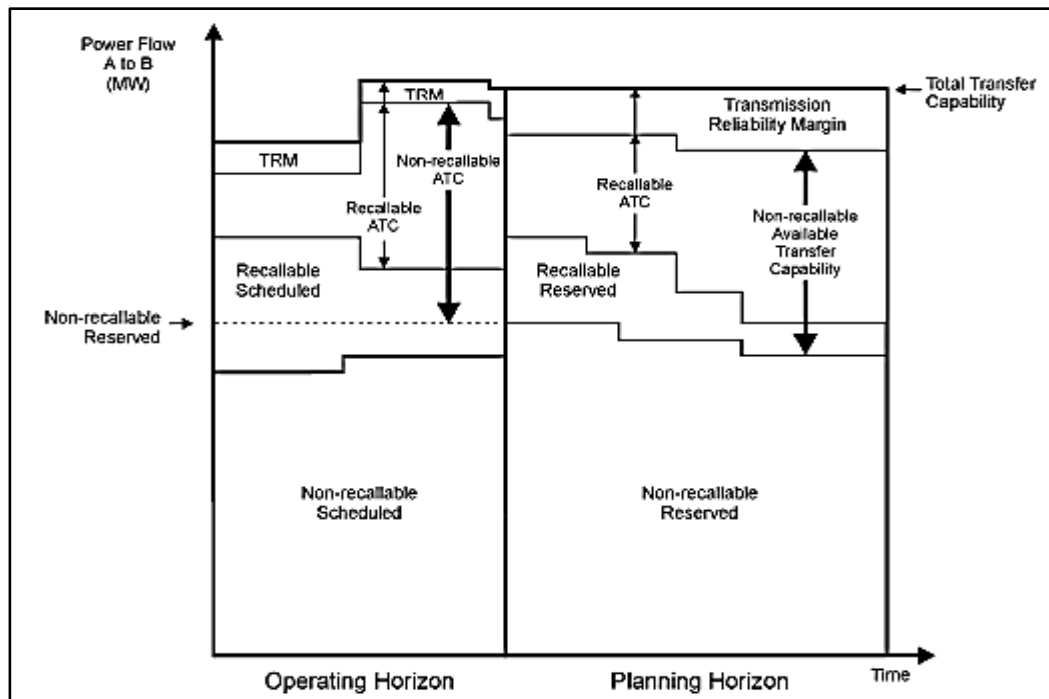 Power Flow
A to B
(MW)
TRM
TRM
Non-recallable
ATC
Recallable
ATC
Recallable
Scheduled
Non-recallable
Reserved
Non-recallable
Scheduled
Total Transfer
Capability
Transmission
Reliability Margin
Recallable
ATC
Non-recallable
Available
Transfer
Capability
Recallable
Reserved
Non-recallable
Reserved
Operating Horizon
Planning Horizon
Time